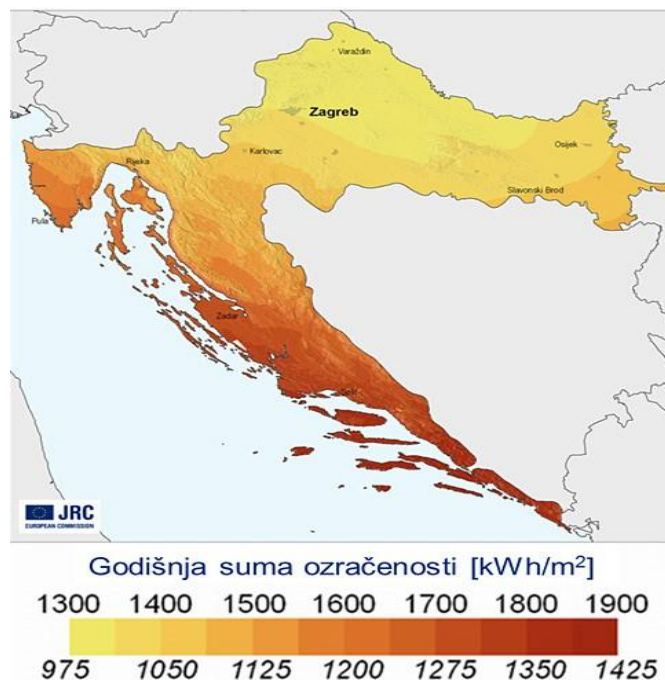 Varaždin
Zagreb
Karlovac
Osijek
Rijeka
Slavonski Brod
Pula
Zadar
Split
JRC
EUROPEAN COMMISSION
Godišnja suma ozračenosti [kWh/m²]
1300 1400 1500 1600 1700 1800 1900
975 1050 1125 1200 1275 1350 1425